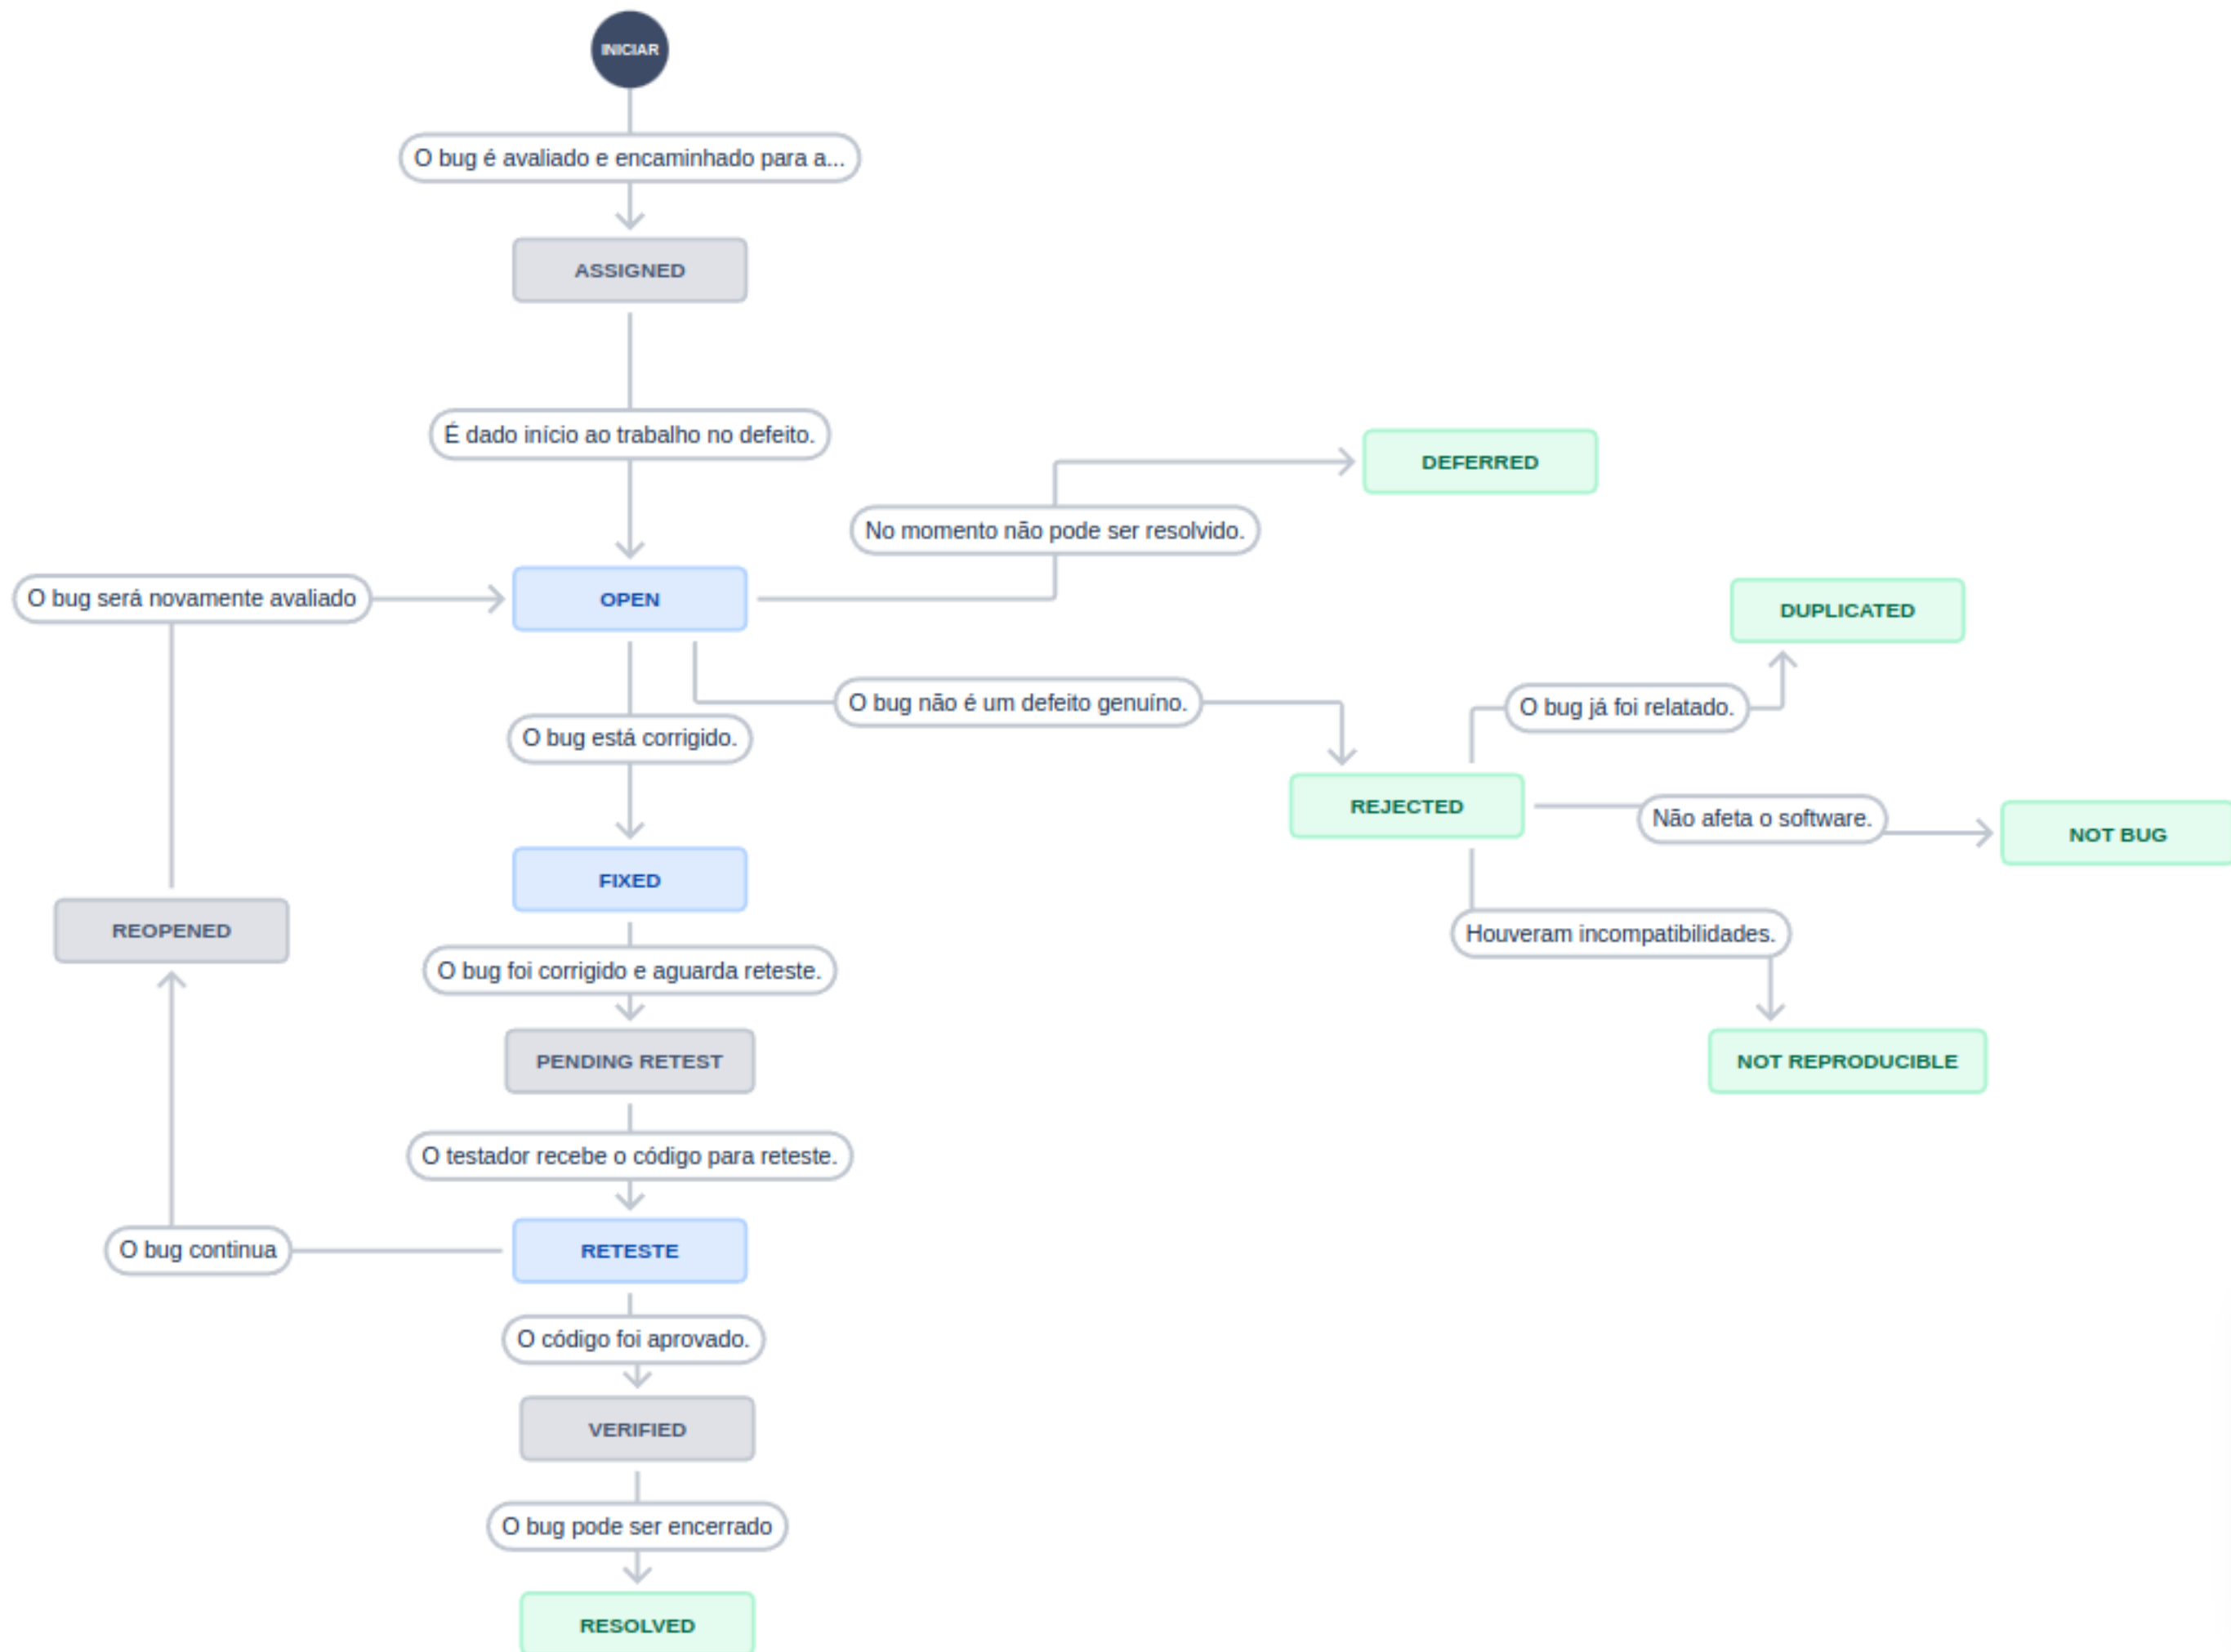 INICIAR
O bug é avaliado e encaminhado para a...
ASSIGNED
É dado início ao trabalho no defeito.
DEFERRED
No momento não pode ser resolvido.
O bug será novamente avaliado
OPEN
DUPLICATED
O bug não é um defeito genuíno.
O bug já foi relatado.
O bug está corrigido.
REJECTED
Não afeta o software.
NOT BUG
FIXED
REOPENED
Houveram incompatibilidades.
O bug foi corrigido e aguarda reteste.
PENDING RETEST
NOT REPRODUCIBLE
O testador recebe o código para reteste.
O bug continua
RETESTE
O código foi aprovado.
VERIFIED
O bug pode ser encerrado
RESOLVED